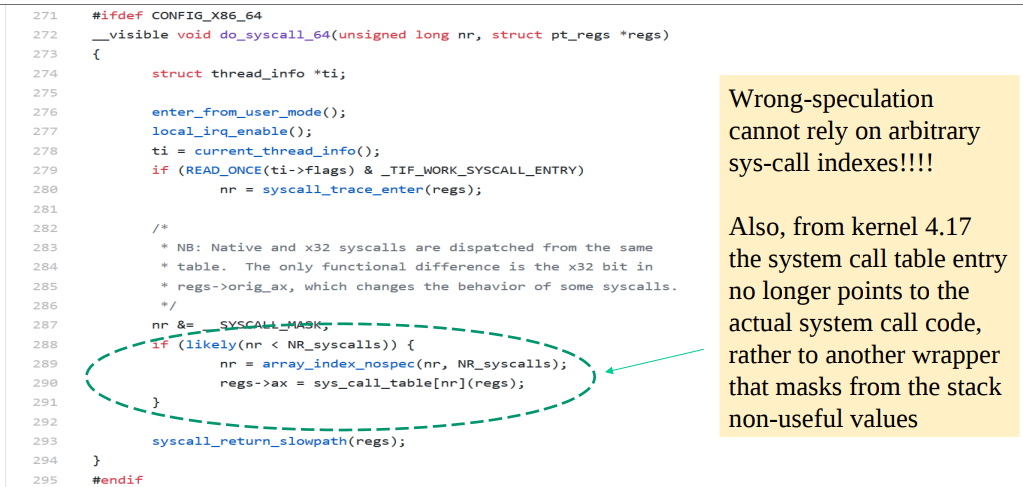 271 #ifdef CONFIG_X86_64
272 __visible void do_syscall_64(unsigned long nr, struct pt_regs *regs)
273 {
274 struct thread_info *ti;
275
276 enter_from_user_mode();
277 local_irq_enable();
278 ti = current_thread_info();
279 if (READ_ONCE(ti->flags) & _TIF_WORK_SYSCALL_ENTRY)
280 nr = syscall_trace_enter(regs);
281
282 /*
283 * NB: Native and x32 syscalls are dispatched from the same
284 * table.  The only functional difference is the x32 bit in
285 * regs->orig_ax, which changes the behavior of some syscalls.
286 */
287 nr &= __SYSCALL_MASK;
288 if (likely(nr < NR_syscalls)) {
289 nr = array_index_nospec(nr, NR_syscalls);
290 regs->ax = sys_call_table[nr](regs);
291 }
292
293 syscall_return_slowpath(regs);
294 }
295 #endif
Wrong-speculation
cannot rely on arbitrary
sys-call indexes!!!!
Also, from kernel 4.17
the system call table entry
no longer points to the
actual system call code,
rather to another wrapper
that masks from the stack
non-useful values